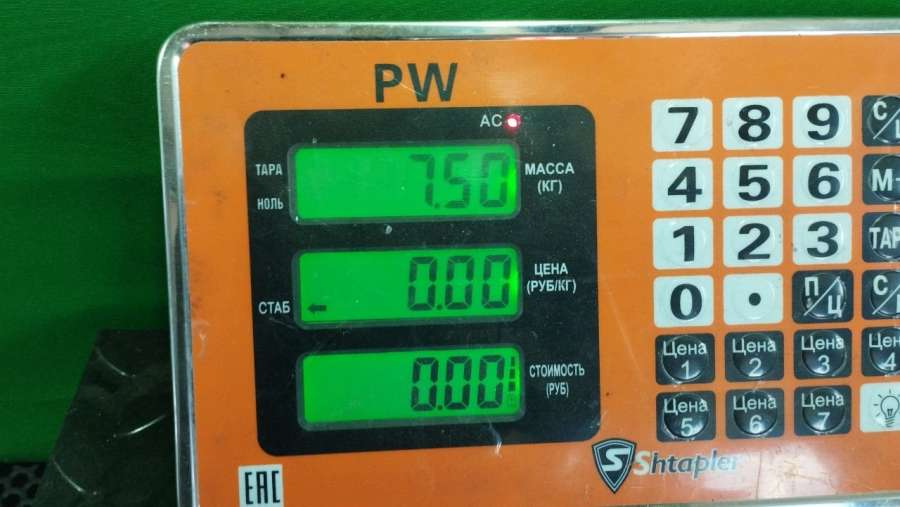 PW
AC
ТАРА
НОЛЬ
7.50
МАССА
(КГ)
СТАБ
0.00
ЦЕНА
(РУБ/КГ)
0.00
СТОИМОСТЬ
(РУБ)
7 8 9
4 5 6 М-
1 2 3 ТАР
0 . П/Ц
Цена 1 Цена 2 Цена 3 Цена 4
Цена 5 Цена 6 Цена 7
Shtapler
EAC